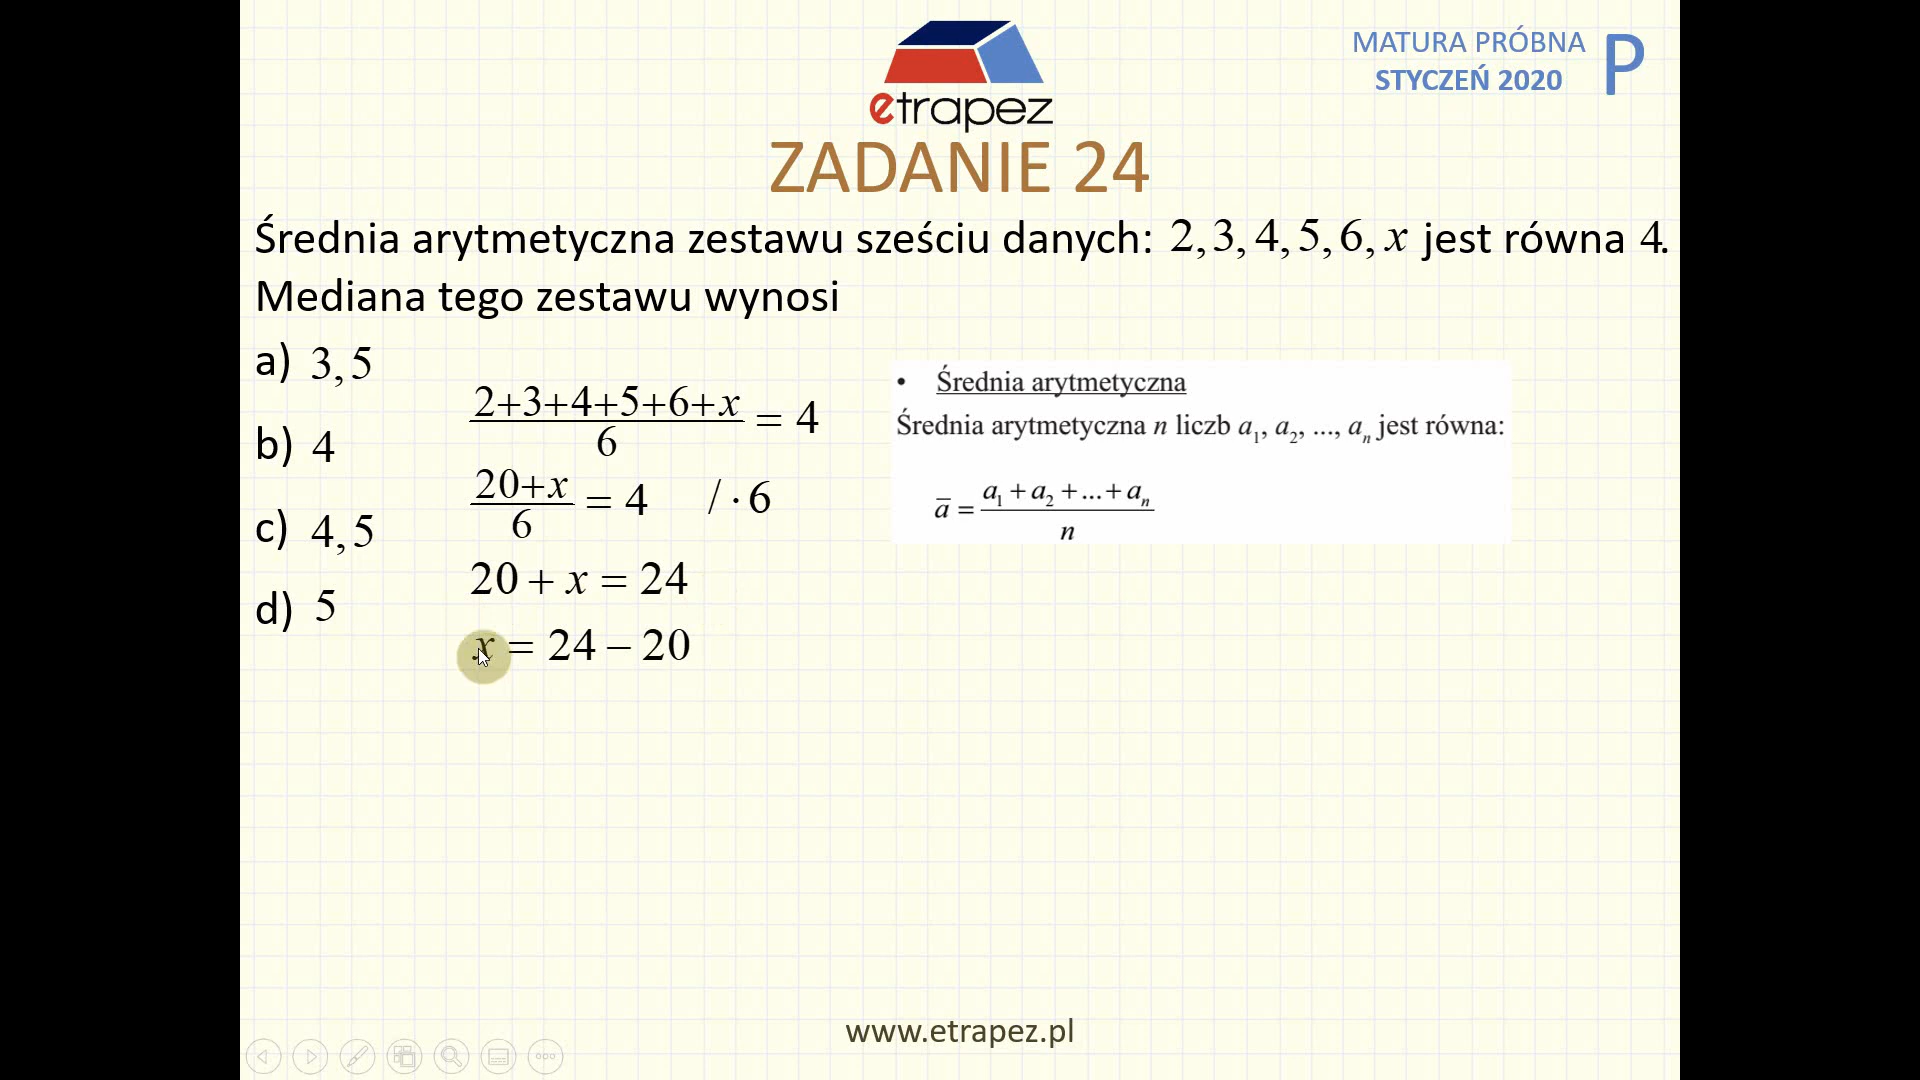 etrapez
MATURA PRÓBNA
STYCZEŃ 2020
P
ZADANIE 24
Średnia arytmetyczna zestawu sześciu danych: 2, 3, 4, 5, 6, x jest równa 4.
Mediana tego zestawu wynosi
a) 3,5
b) 4
c) 4,5
d) 5
2+3+4+5+6+x
6
= 4
20+x
6
= 4 / · 6
20 + x = 24
x = 24 − 20
• Średnia arytmetyczna
Średnia arytmetyczna n liczb a₁, a₂, ..., aₙ jest równa:
a̅ =
a₁ + a₂ + ... + aₙ
n
www.etrapez.pl